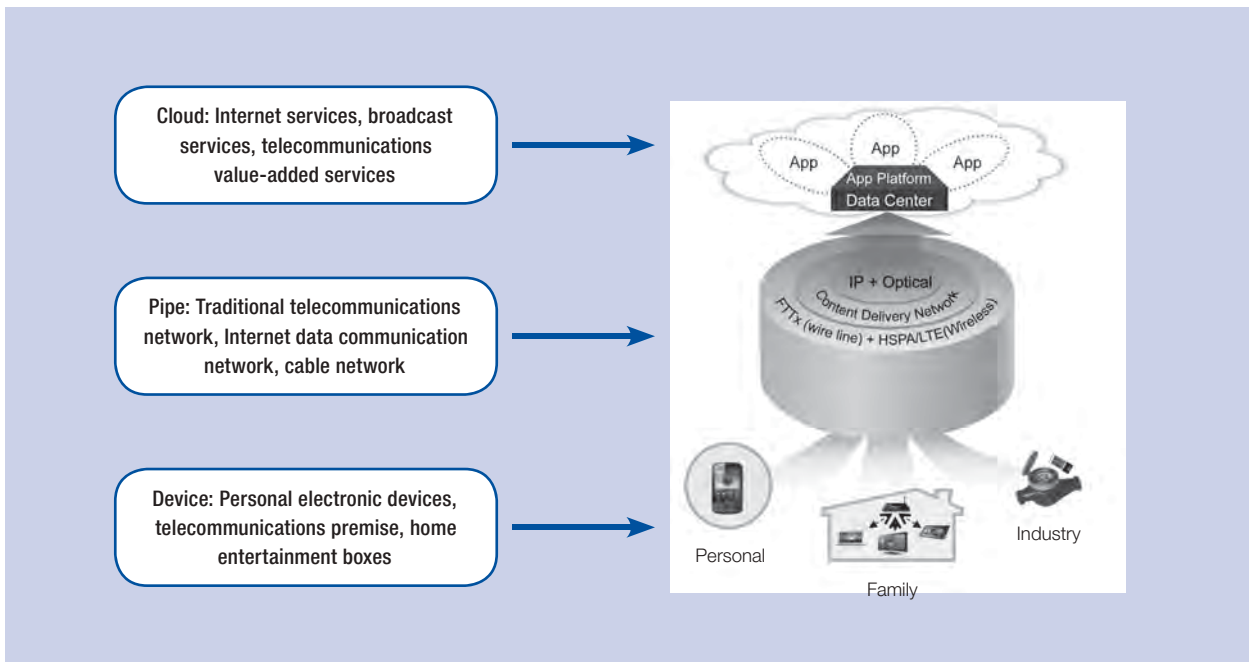 Cloud: Internet services, broadcast
services, telecommunications
value-added services
App
App
App
App Platform
Data Center
Pipe: Traditional telecommunications
network, Internet data communication
network, cable network
IP + Optical
Content Delivery Network
FTTx (wire line) + HSPA/LTE(Wireless)
Device: Personal electronic devices,
telecommunications premise, home
entertainment boxes
Personal
Family
Industry